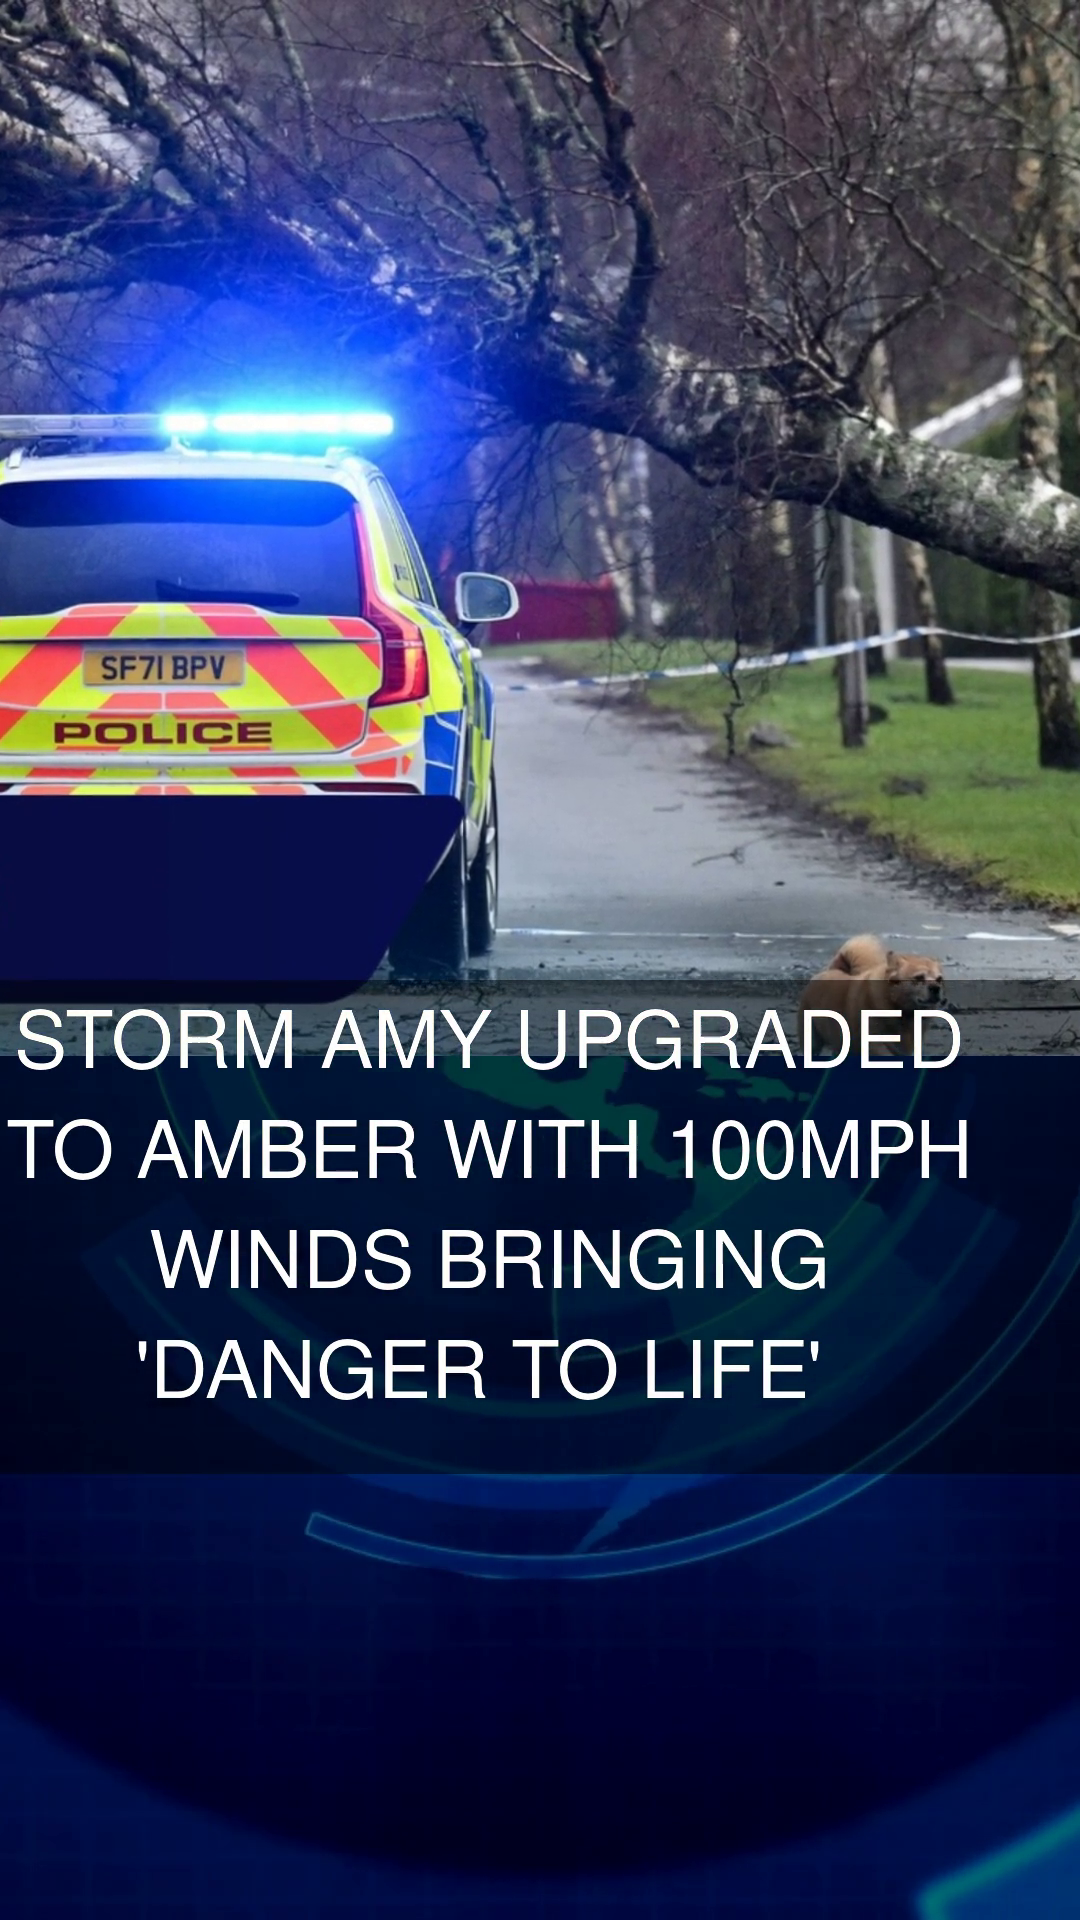 SF71 BPV
POLICE
STORM AMY UPGRADED
TO AMBER WITH 100MPH
WINDS BRINGING
'DANGER TO LIFE'